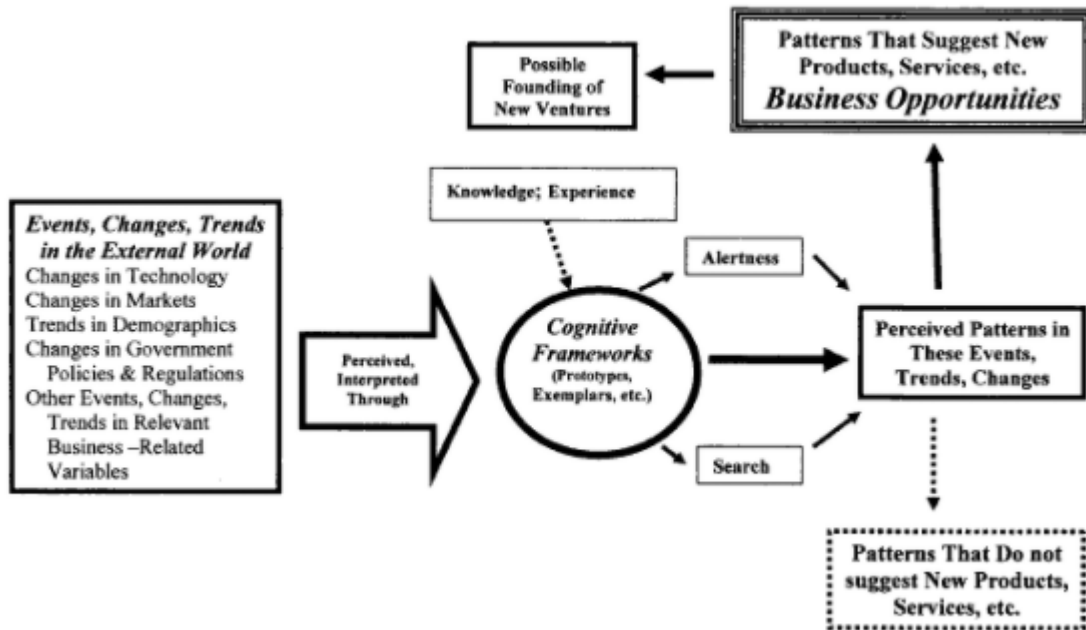 Patterns That Suggest New
Products, Services, etc.
Business Opportunities
Possible
Founding of
New Ventures
Knowledge; Experience
Events, Changes, Trends
in the External World
Changes in Technology
Changes in Markets
Trends in Demographics
Changes in Government
Policies & Regulations
Other Events, Changes,
Trends in Relevant
Business –Related
Variables
Perceived,
Interpreted
Through
Cognitive
Frameworks
(Prototypes,
Exemplars, etc.)
Alertness
Search
Perceived Patterns in
These Events,
Trends, Changes
Patterns That Do not
suggest New Products,
Services, etc.